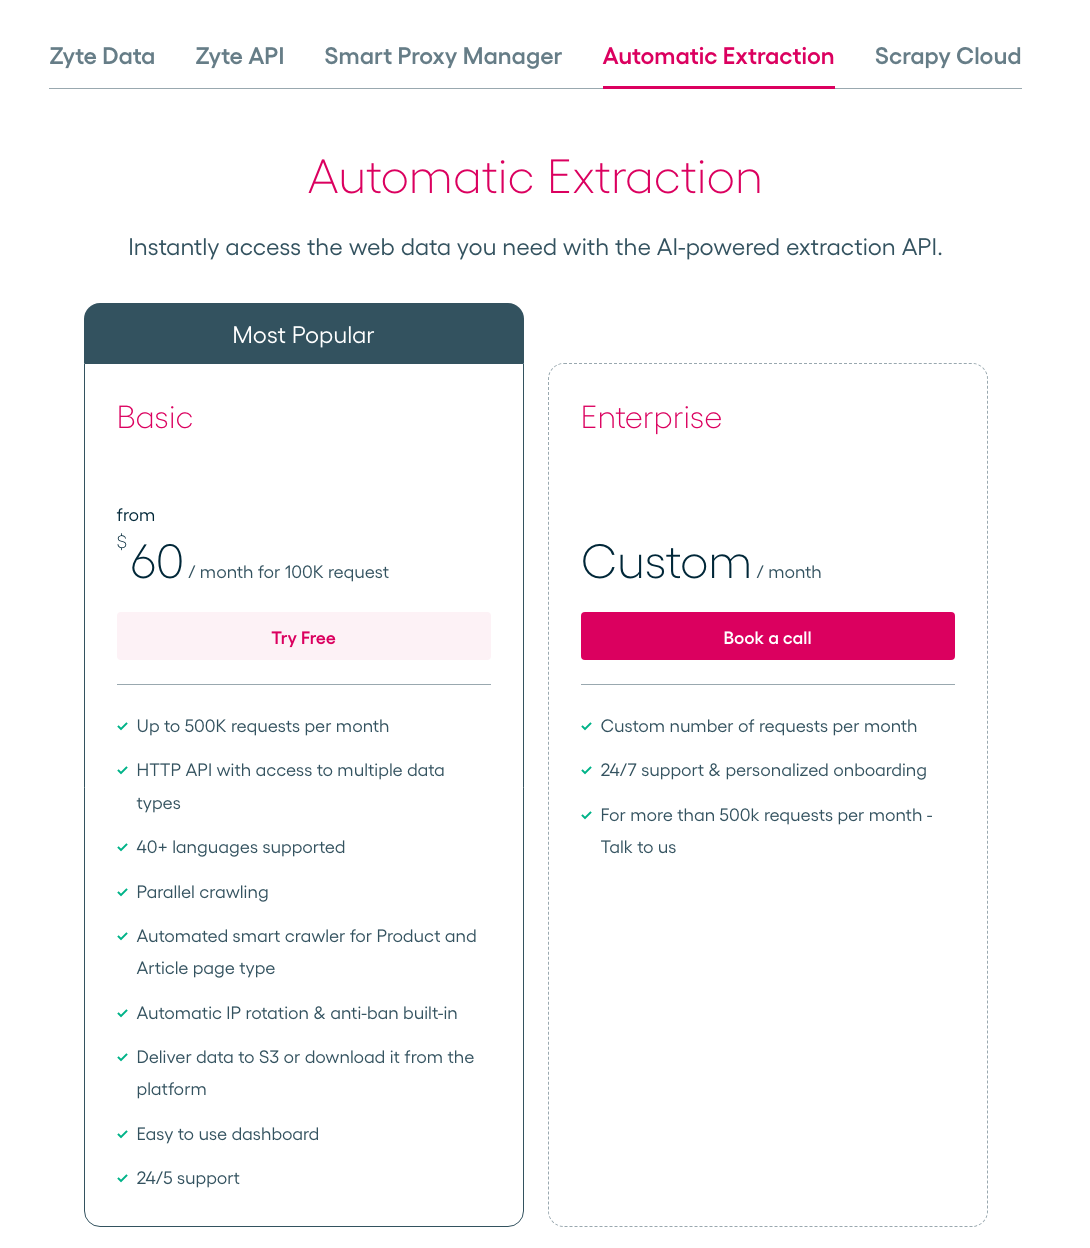 Zyte Data Zyte API Smart Proxy Manager Automatic Extraction Scrapy Cloud
Automatic Extraction
Instantly access the web data you need with the AI-powered extraction API.
Most Popular
Basic
from
$60 / month for 100K request
Try Free
Up to 500K requests per month
HTTP API with access to multiple data
types
40+ languages supported
Parallel crawling
Automated smart crawler for Product and
Article page type
Automatic IP rotation & anti-ban built-in
Deliver data to S3 or download it from the
platform
Easy to use dashboard
24/5 support
Enterprise
Custom / month
Book a call
Custom number of requests per month
24/7 support & personalized onboarding
For more than 500k requests per month -
Talk to us